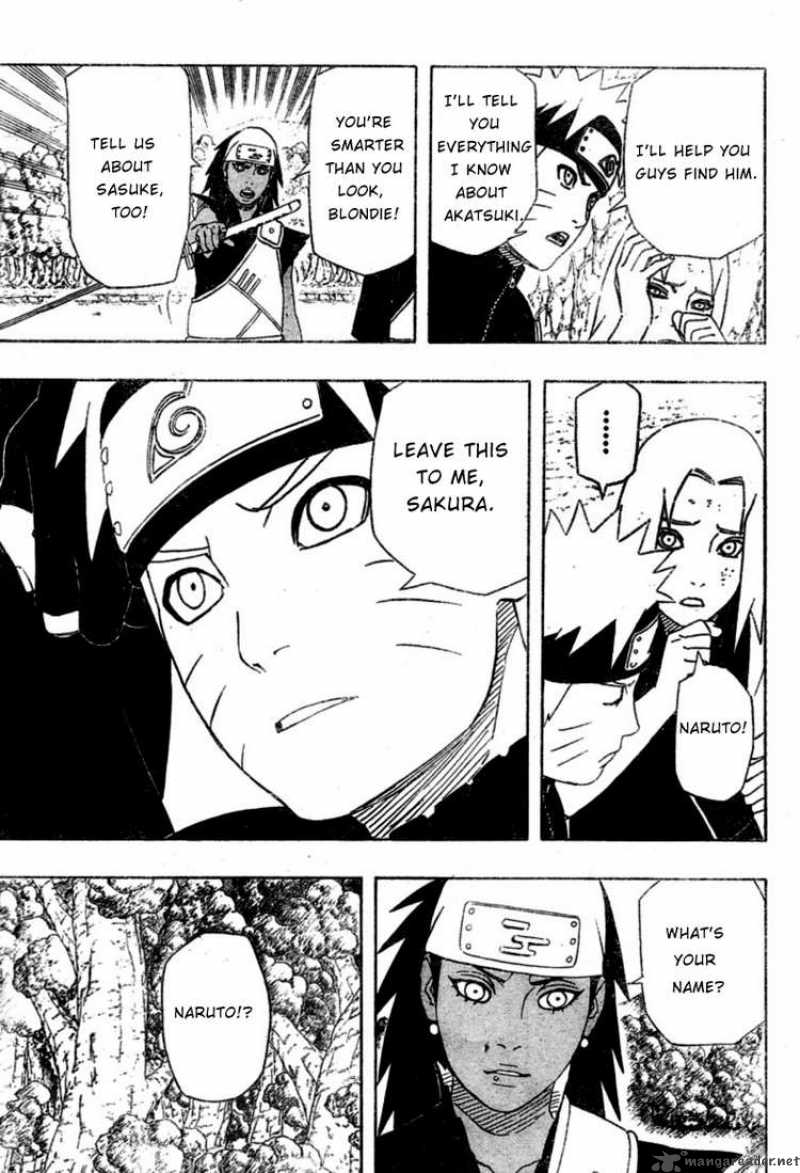 I'LL HELP YOU
GUYS FIND HIM.
I'LL TELL
YOU
EVERYTHING
I KNOW
ABOUT
AKATSUKI.
YOU'RE
SMARTER
THAN YOU
LOOK,
BLONDIE!
TELL US
ABOUT
SASUKE,
TOO!
......
NARUTO!
LEAVE THIS
TO ME,
SAKURA.
WHAT'S
YOUR
NAME?
NARUTO!?
mangareader.net